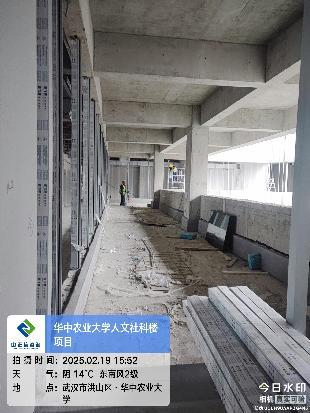 华中农业大学人文社科楼
项目
拍摄时间：2025.02.19 15:52
天 气：阴 14℃ 东南风2级
地 点：武汉市洪山区·华中农业大
学
今日水印
相机